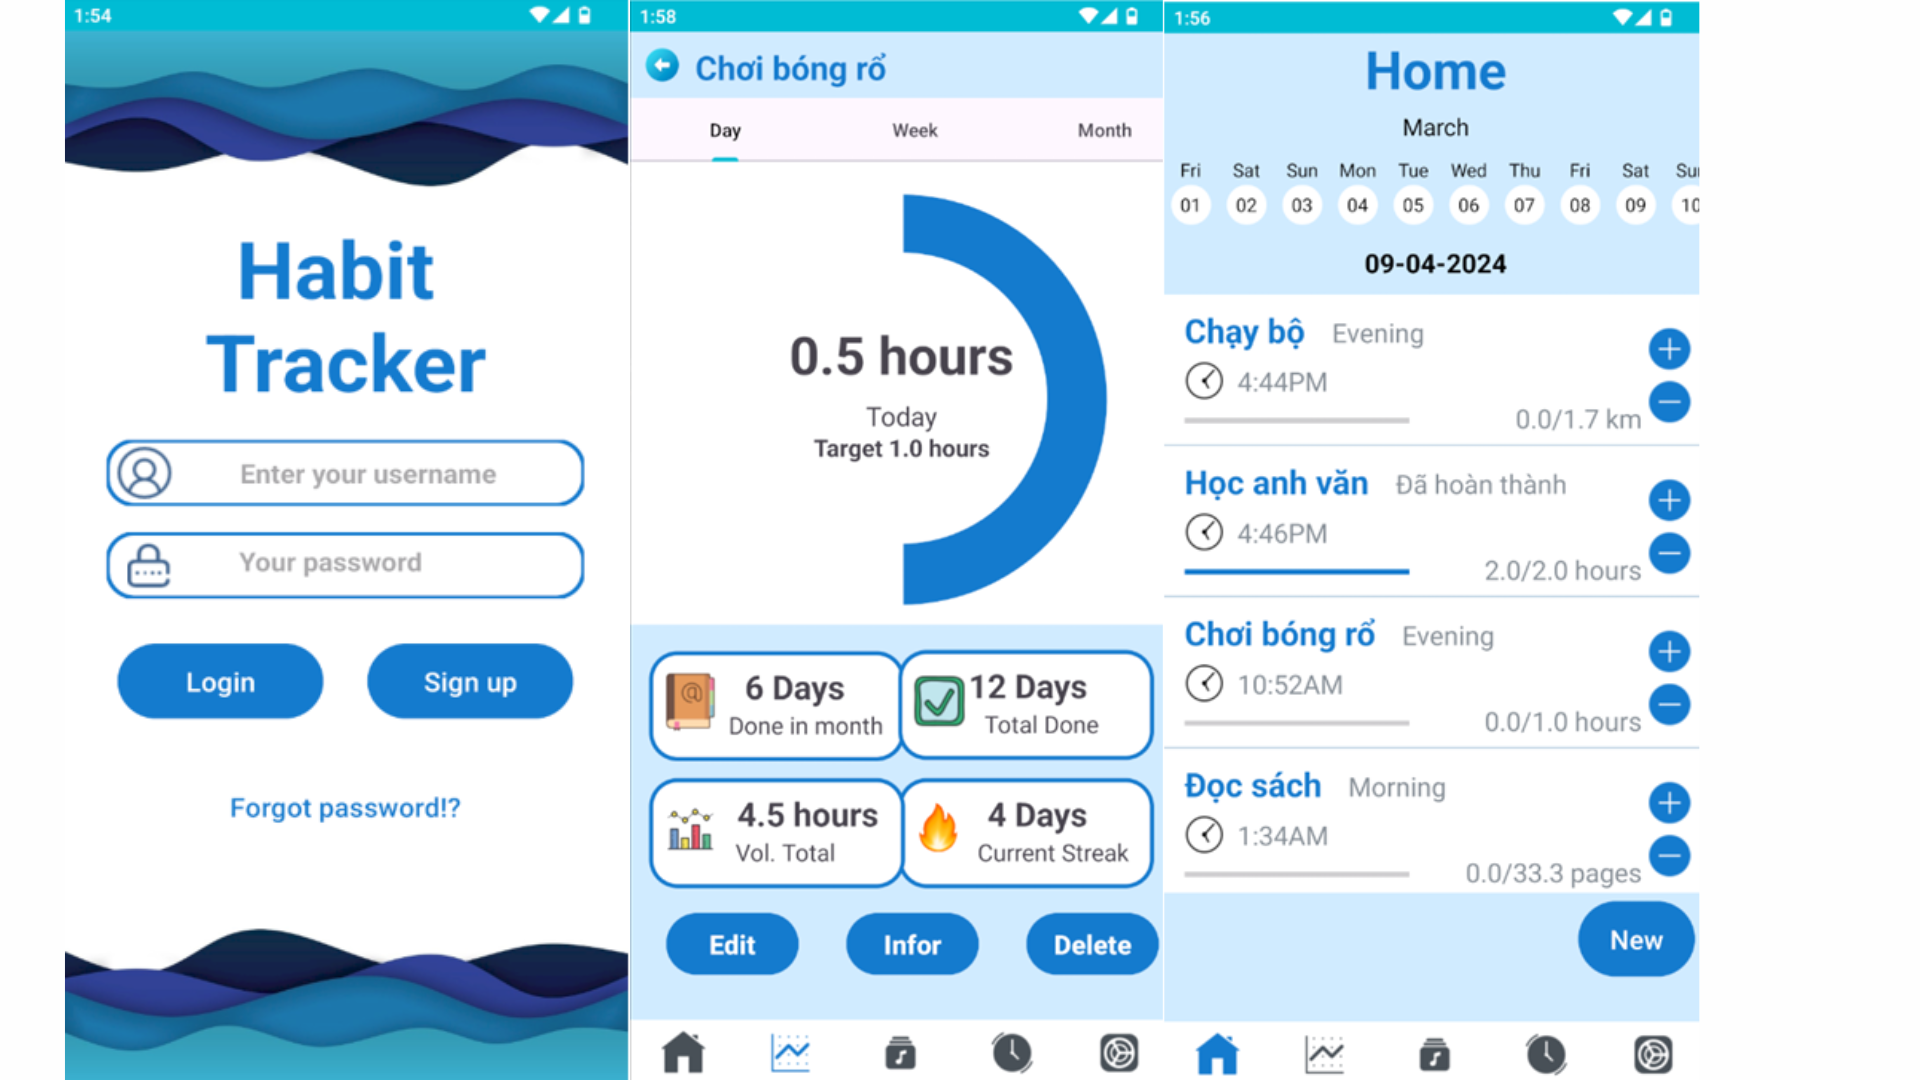 1:54
Habit
Tracker
Enter your username
Your password
Login
Sign up
Forgot password!?
1:58
Chơi bóng rổ
Day
Week
Month
0.5 hours
Today
Target 1.0 hours
6 Days
Done in month
12 Days
Total Done
4.5 hours
Vol. Total
4 Days
Current Streak
Edit
Infor
Delete
1:56
Home
March
Fri Sat Sun Mon Tue Wed Thu Fri Sat Su
01 02 03 04 05 06 07 08 09 10
09-04-2024
Chạy bộ Evening
4:44PM
0.0/1.7 km
Học anh văn Đã hoàn thành
4:46PM
2.0/2.0 hours
Chơi bóng rổ Evening
10:52AM
0.0/1.0 hours
Đọc sách Morning
1:34AM
0.0/33.3 pages
New